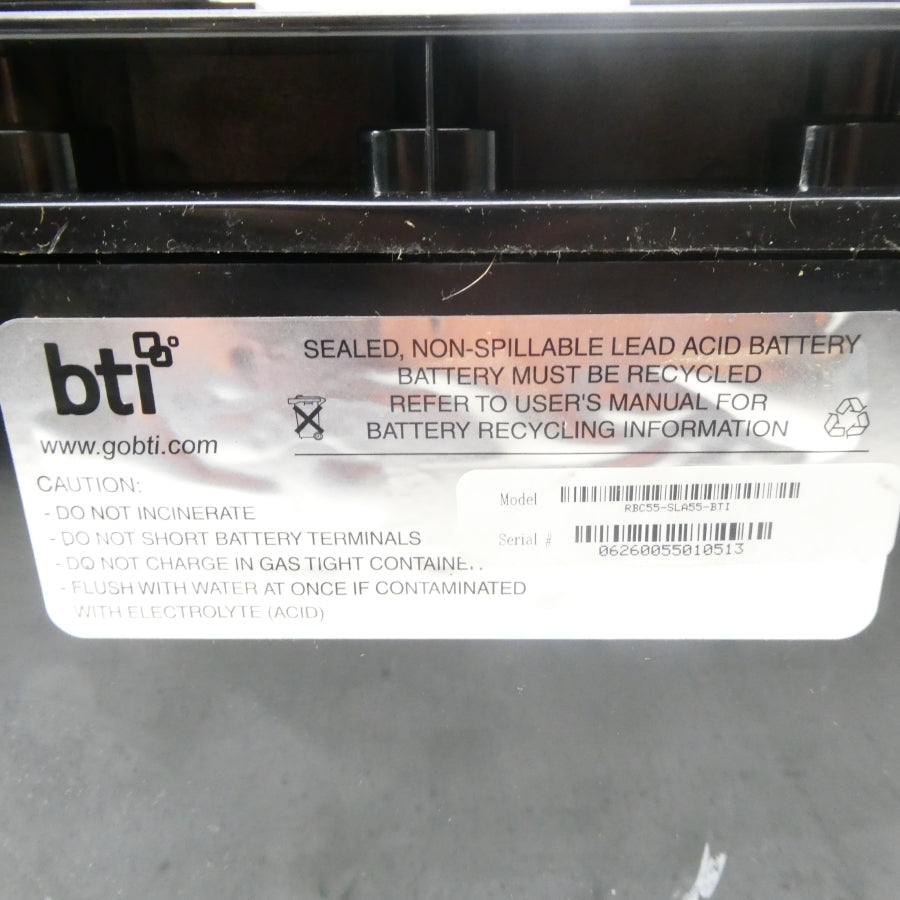 bti
www.gobti.com
SEALED, NON-SPILLABLE LEAD ACID BATTERY
BATTERY MUST BE RECYCLED
REFER TO USER'S MANUAL FOR
BATTERY RECYCLING INFORMATION
CAUTION:
- DO NOT INCINERATE
- DO NOT SHORT BATTERY TERMINALS
- DO NOT CHARGE IN GAS TIGHT CONTAINER
- FLUSH WITH WATER AT ONCE IF CONTAMINATED
WITH ELECTROLYTE (ACID)
Model
RBC55-SLA55-BTI
Serial #
06260055010513